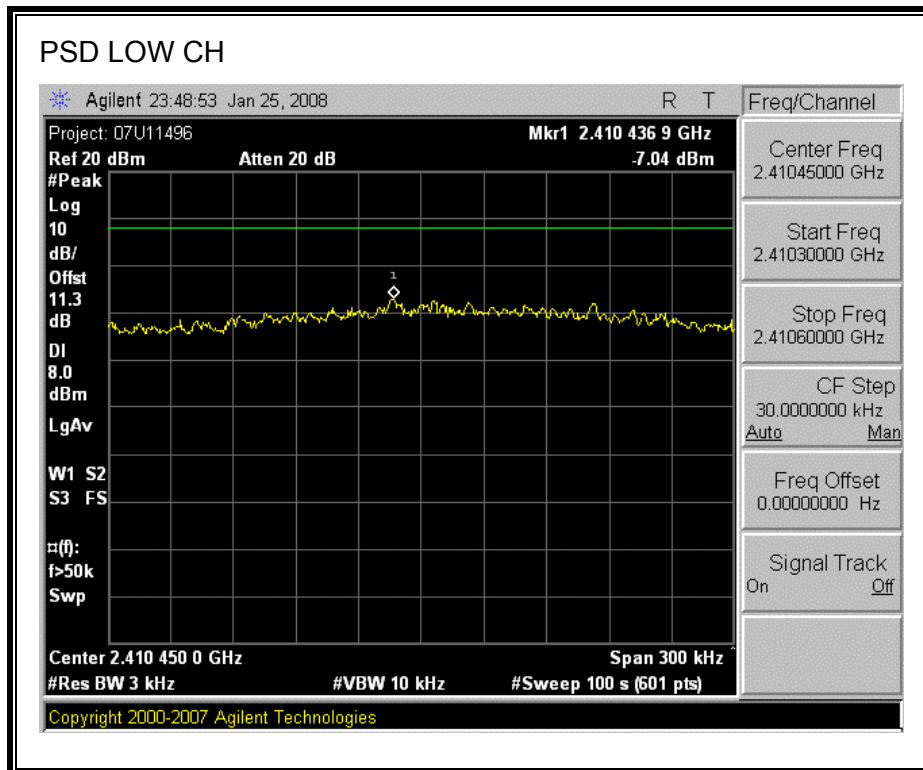 PSD LOW CH
Agilent 23:48:53 Jan 25, 2008 R T
Freq/Channel
Project: 07U11496 Mkr1 2.410 436 9 GHz
Ref 20 dBm Atten 20 dB -7.04 dBm
#Peak
Log
10
dB/
Offst
11.3
dB
DI
8.0
dBm
LgAv
W1 S2
S3 FS
¤(f):
f>50k
Swp
1
Center 2.410 450 0 GHz Span 300 kHz ^
#Res BW 3 kHz #VBW 10 kHz #Sweep 100 s (601 pts)
Copyright 2000-2007 Agilent Technologies
Center Freq
2.41045000 GHz
Start Freq
2.41030000 GHz
Stop Freq
2.41060000 GHz
CF Step
30.0000000 kHz
Auto Man
Freq Offset
0.00000000 Hz
Signal Track
On Off